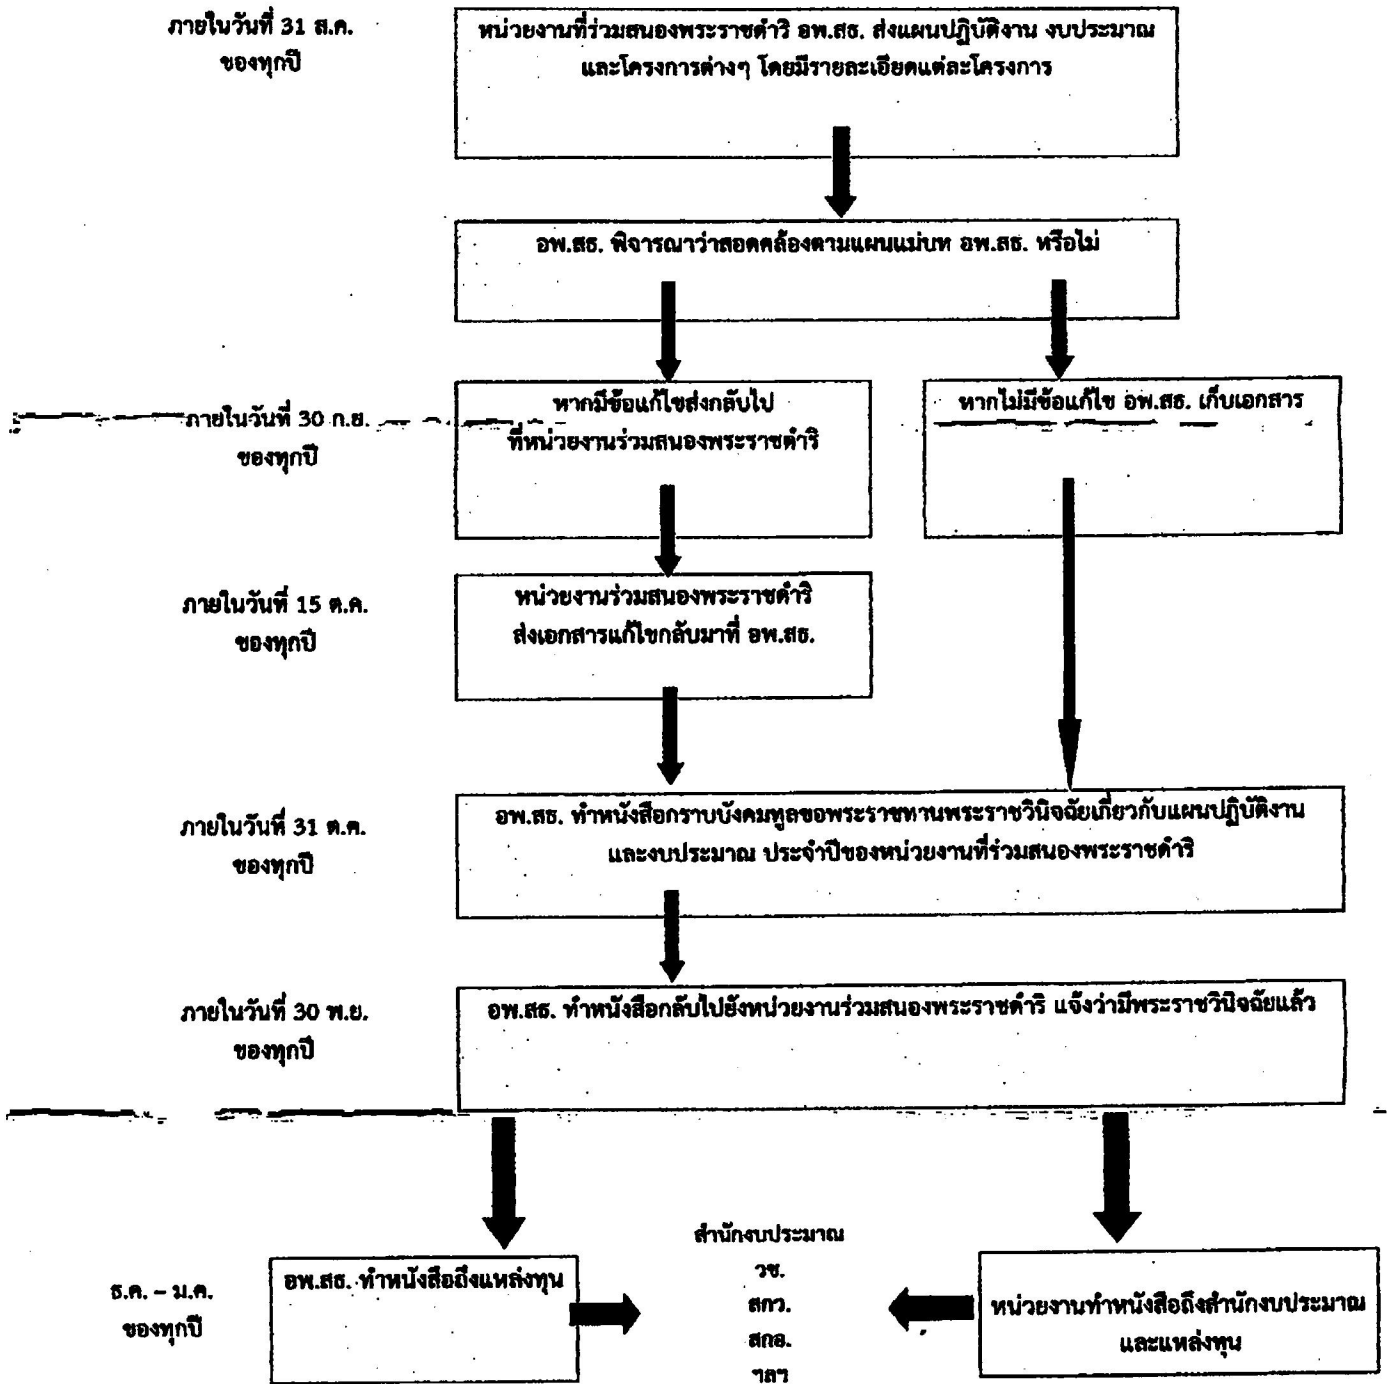 ภายในวันที่ 31 ส.ค.
ของทุกปี
หน่วยงานที่ร่วมสนองพระราชดำริ อพ.สธ. ส่งแผนปฏิบัติงาน งบประมาณ
และโครงการต่างๆ โดยมีรายละเอียดแต่ละโครงการ
อพ.สธ. พิจารณาว่าสอดคล้องตามแผนแม่บท อพ.สธ. หรือไม่
ภายในวันที่ 30 ก.ย.
ของทุกปี
หากมีข้อแก้ไขส่งกลับไป
ที่หน่วยงานร่วมสนองพระราชดำริ
หากไม่มีข้อแก้ไข อพ.สธ. เก็บเอกสาร
ภายในวันที่ 15 ต.ค.
ของทุกปี
หน่วยงานร่วมสนองพระราชดำริ
ส่งเอกสารแก้ไขกลับมาที่ อพ.สธ.
ภายในวันที่ 31 ต.ค.
ของทุกปี
อพ.สธ. ทำหนังสือกราบบังคมทูลขอพระราชทานพระราชวินิจฉัยเกี่ยวกับแผนปฏิบัติงาน
และงบประมาณ ประจำปีของหน่วยงานที่ร่วมสนองพระราชดำริ
ภายในวันที่ 30 พ.ย.
ของทุกปี
อพ.สธ. ทำหนังสือกลับไปยังหน่วยงานร่วมสนองพระราชดำริ แจ้งว่ามีพระราชวินิจฉัยแล้ว
ธ.ค. – ม.ค.
ของทุกปี
อพ.สธ. ทำหนังสือถึงแหล่งทุน
สำนักงบประมาณ
วช.
สกว.
สกอ.
ฯลฯ
หน่วยงานทำหนังสือถึงสำนักงบประมาณ
และแหล่งทุน